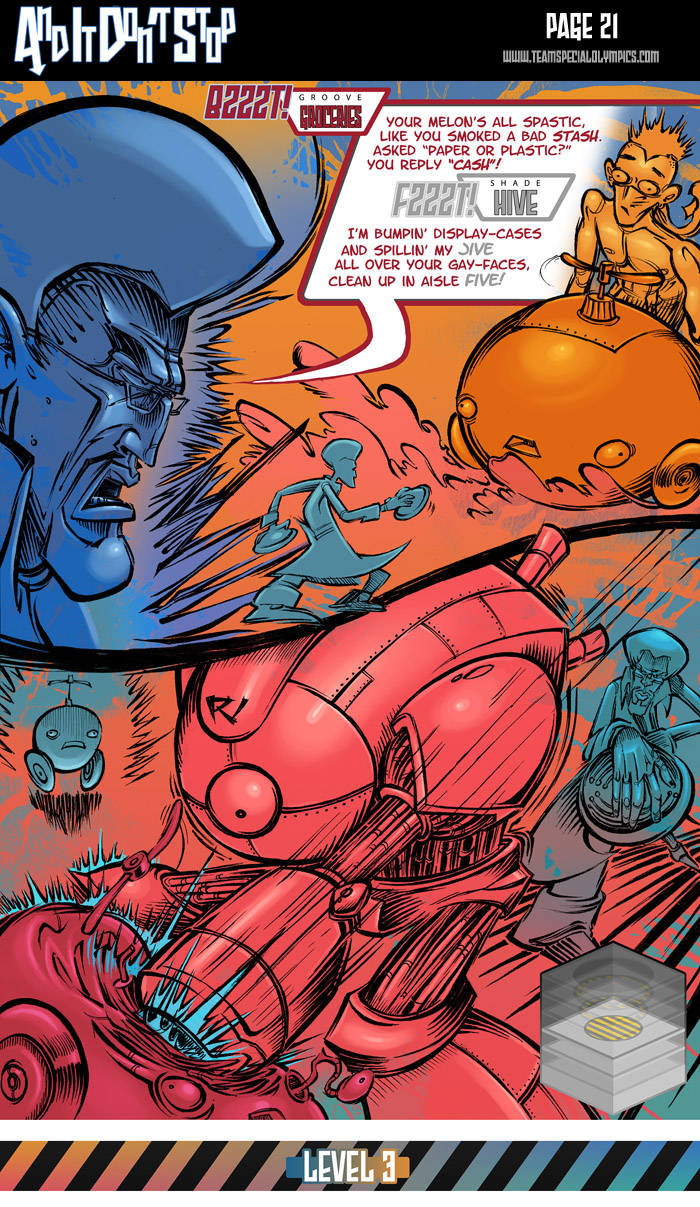 AND IT DON'T STOP
PAGE 21
WWW.TEAMSPECIALOLYMPICS.COM
BZZZT!
GROOVE
GROCERIES
YOUR MELON'S ALL SPASTIC,
LIKE YOU SMOKED A BAD STASH.
ASKED "PAPER OR PLASTIC?"
YOU REPLY "CASH"!
FZZZT!
SHADE
HIVE
I'M BUMPIN' DISPLAY-CASES
AND SPILLIN' MY JIVE
ALL OVER YOUR GAY-FACES,
CLEAN UP IN AISLE FIVE!
LEVEL 3